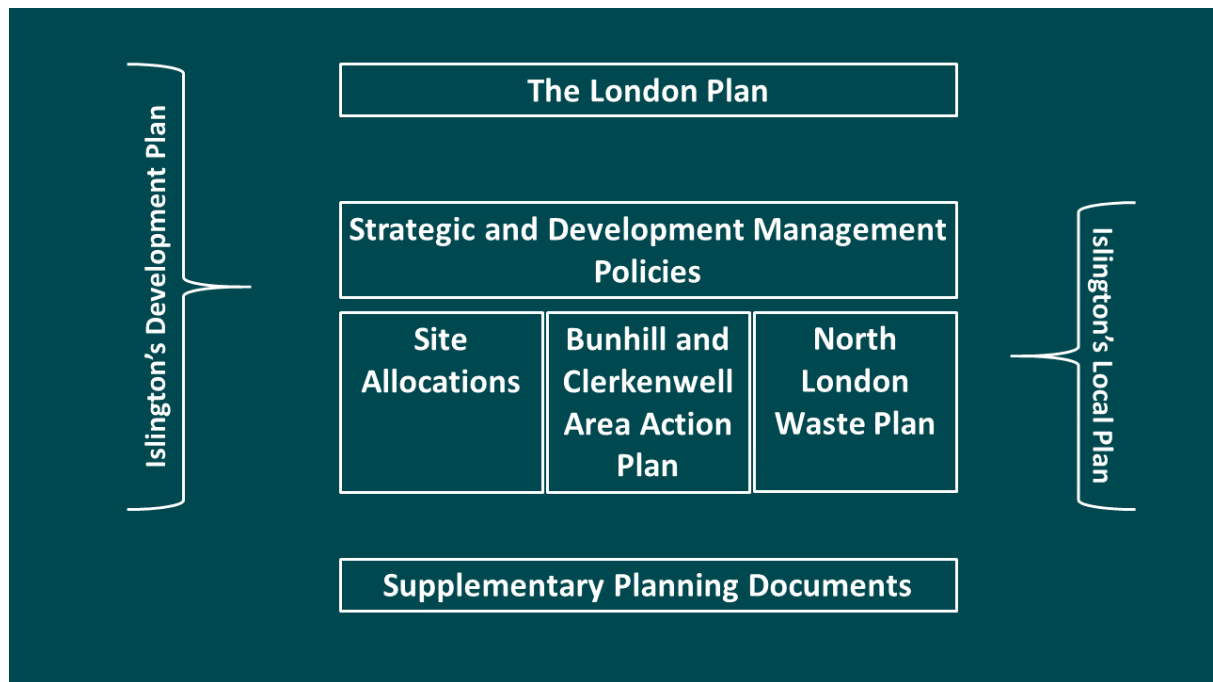 Islington’s Development Plan
The London Plan
Strategic and Development Management
Policies
Site
Allocations
Bunhill and
Clerkenwell
Area Action
Plan
North
London
Waste Plan
Islington’s Local Plan
Supplementary Planning Documents